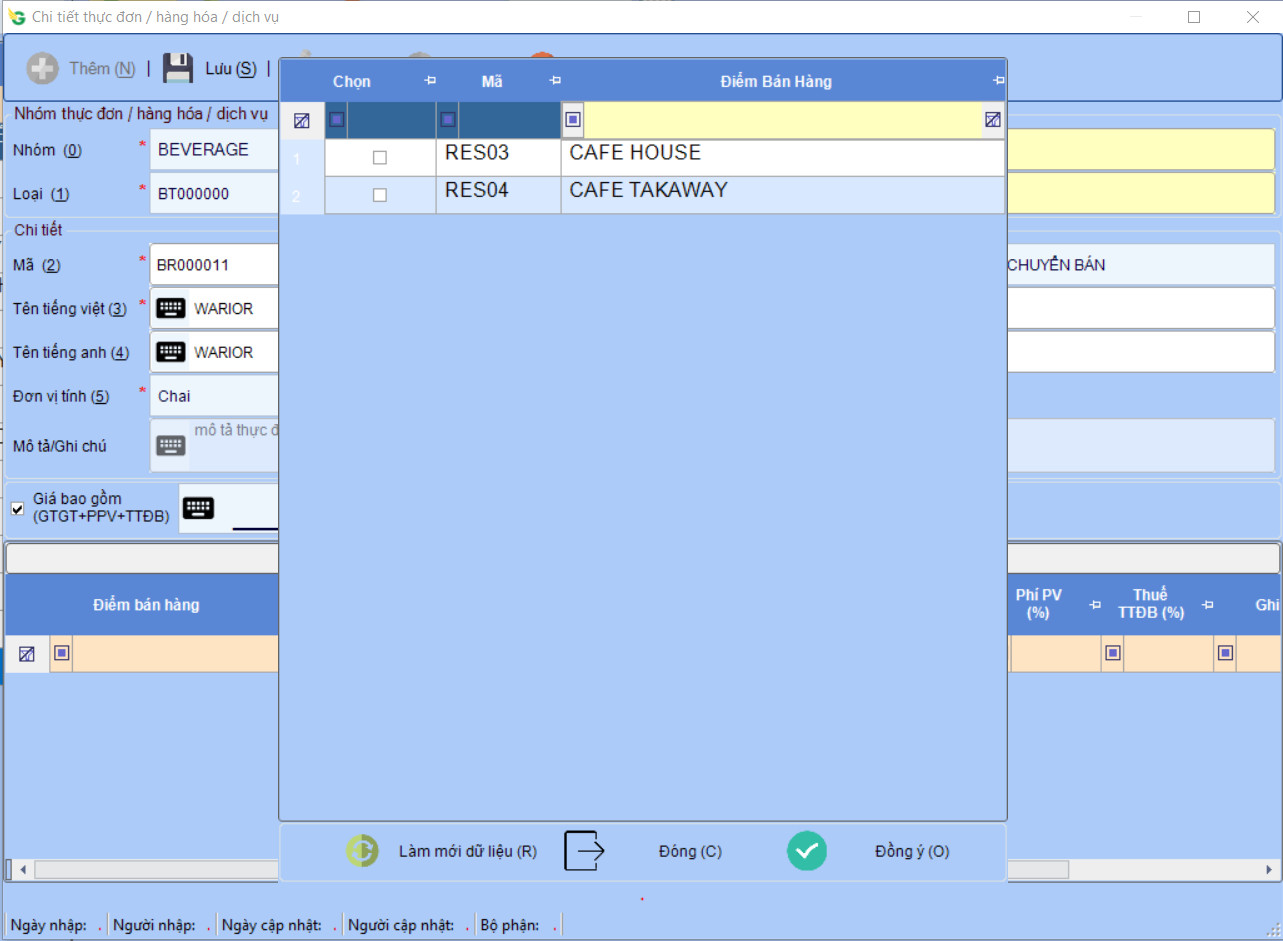 Chi tiết thực đơn / hàng hóa / dịch vụ
Thêm (N) | Lưu (S) |
Nhóm thực đơn / hàng hóa / dịch vụ
Nhóm (0) * BEVERAGE
Loại (1) * BT000000
Chi tiết
Mã (2) * BR000011
CHUYỂN BÁN
Tên tiếng việt (3) * WARIOR
Tên tiếng anh (4) WARIOR
Đơn vị tính (5) * Chai
Mô tả/Ghi chú mô tả thực đ
Giá bao gồm
(GTGT+PPV+TTĐB)
Chọn Mã Điểm Bán Hàng
1 RES03 CAFE HOUSE
2 RES04 CAFE TAKAWAY
Điểm bán hàng
Phí PV
(%)
Thuế
TTĐB (%)
Ghi
Làm mới dữ liệu (R) Đóng (C) Đồng ý (O)
.
Ngày nhập: . Người nhập: . Ngày cập nhật: . Người cập nhật: . Bộ phận: .